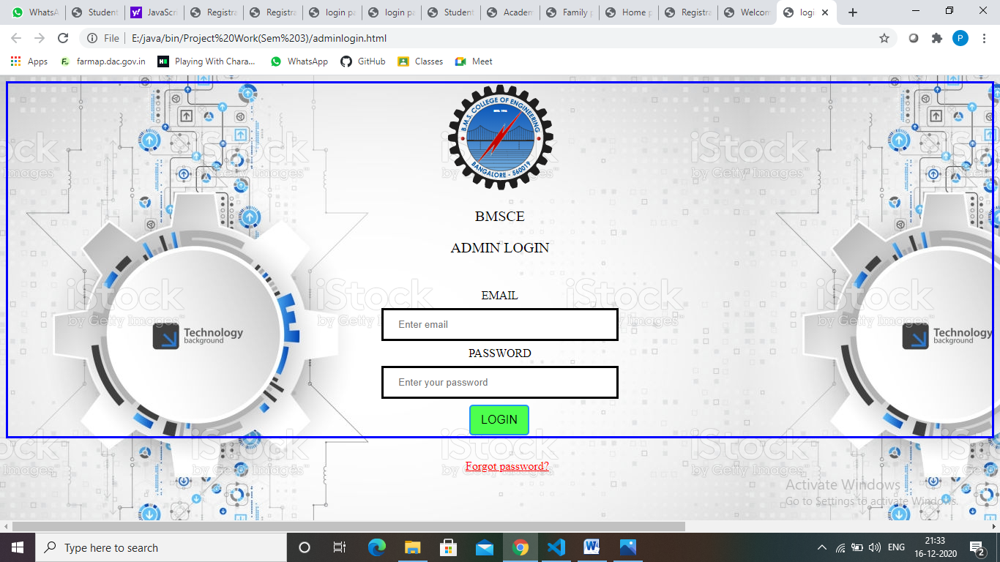 WhatsA
Student
JavaScri
Registra
Registra
login pa
login pa
Student
Academ
Family p
Home p
Registra
Welcom
logi
File
E:/java/bin/Project%20Work(Sem%203)/adminlogin.html
P
Apps
farmap.dac.gov.in
Playing With Chara...
WhatsApp
GitHub
Classes
Meet
B.M.S. COLLEGE OF ENGINEERING
BANGALORE - 560019
iStock
by Getty Images™
BMSCE
ADMIN LOGIN
EMAIL
Enter email
PASSWORD
Enter your password
LOGIN
Forgot password?
Technology
background
Technology
background
Activate Windows
Go to Settings to activate Windows.
Type here to search
ENG
21:33
16-12-2020
2